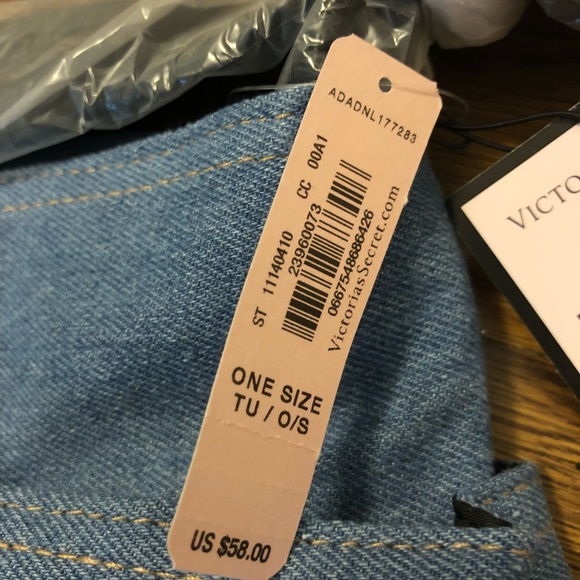 ADADNL177283
ST 11140410 CC 00A1
23960073
0667548686426
VictoriasSecret.com
ONE SIZE
TU / O/S
US $58.00
VICTO